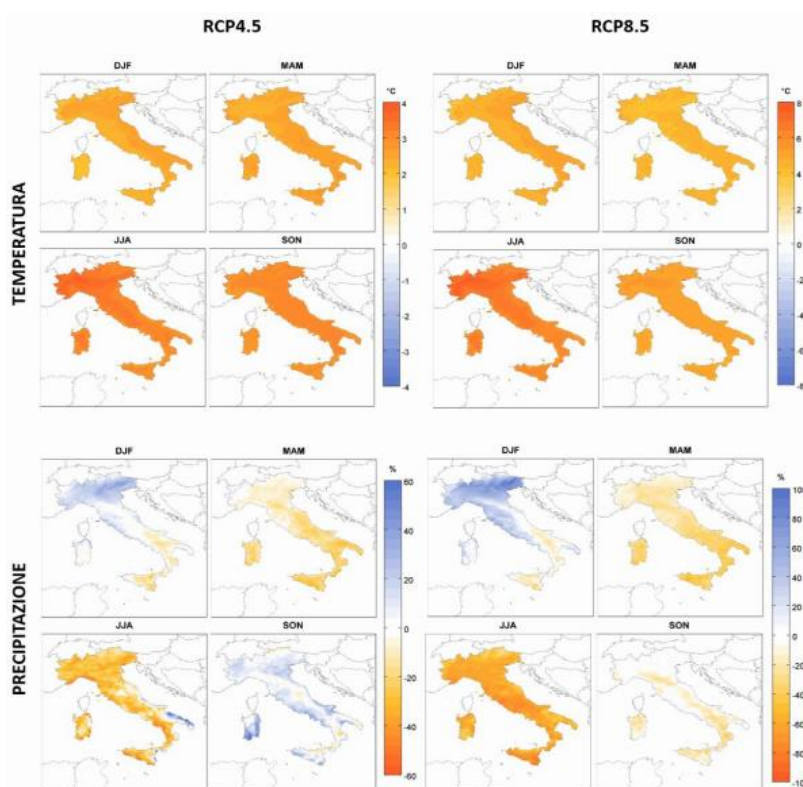 RCP4.5 RCP8.5
TEMPERATURA
DJF MAM °C DJF MAM °C
4 8
3 6
2 4
1 2
0 0
JJA SON JJA SON
-1 -2
-2 -4
-3 -6
-4 -8
PRECIPITAZIONE
DJF MAM % DJF MAM %
60 100
80
40 60
40
20 20
0 0
JJA SON JJA SON
-20 -20
-40
-40 -60
-80
-60 -10